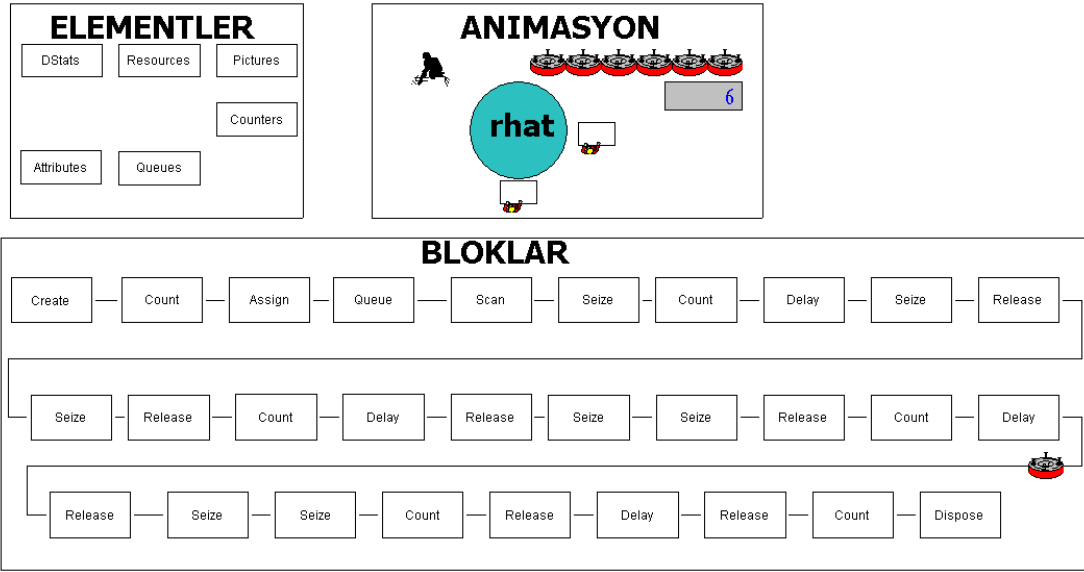 ELEMENTLER
DStats Resources Pictures
Counters
Attributes Queues
ANIMASYON
6
rhat
BLOKLAR
Create Count Assign Queue Scan Seize Count Delay Seize Release
Seize Release Count Delay Release Seize Seize Release Count Delay
Release Seize Seize Count Release Delay Release Count Dispose